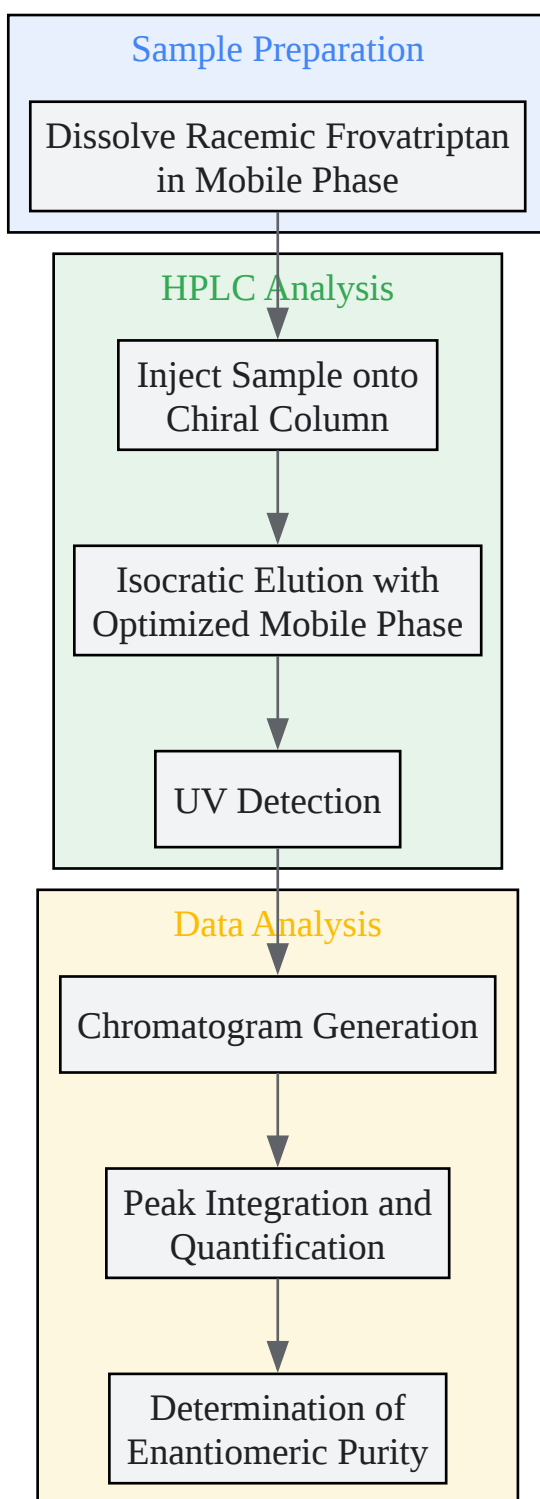 Sample Preparation
Dissolve Racemic Frovatriptan
in Mobile Phase
HPLC Analysis
Inject Sample onto
Chiral Column
Isocratic Elution with
Optimized Mobile Phase
UV Detection
Data Analysis
Chromatogram Generation
Peak Integration and
Quantification
Determination of
Enantiomeric Purity